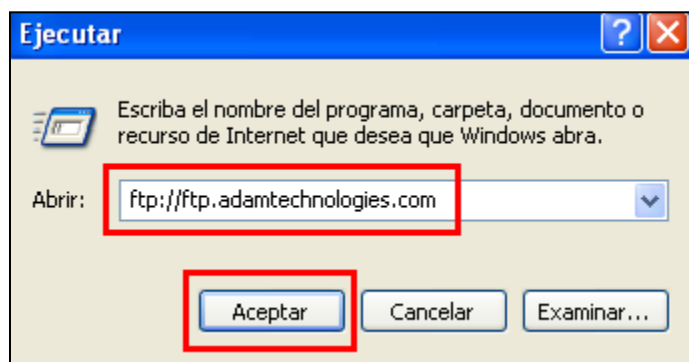 Ejecutar
Escriba el nombre del programa, carpeta, documento o
recurso de Internet que desea que Windows abra.
Abrir: ftp://ftp.adamtechnologies.com
Aceptar Cancelar Examinar...